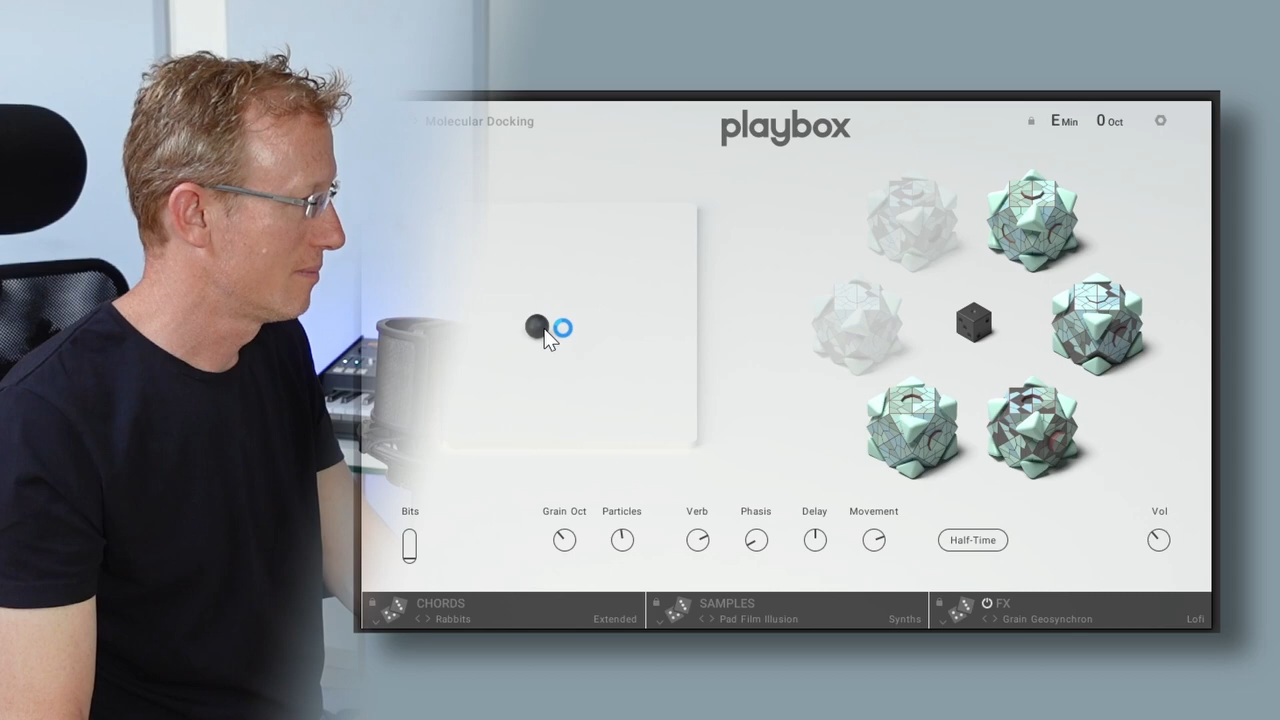 Molecular Docking
playbox
E Min 0 Oct
Bits
Grain Oct
Particles
Verb
Phasis
Delay
Movement
Half-Time
Vol
CHORDS
< > Rabbits
Extended
SAMPLES
< > Pad Film Illusion
Synths
FX
< > Grain Geosynchron
Lofi